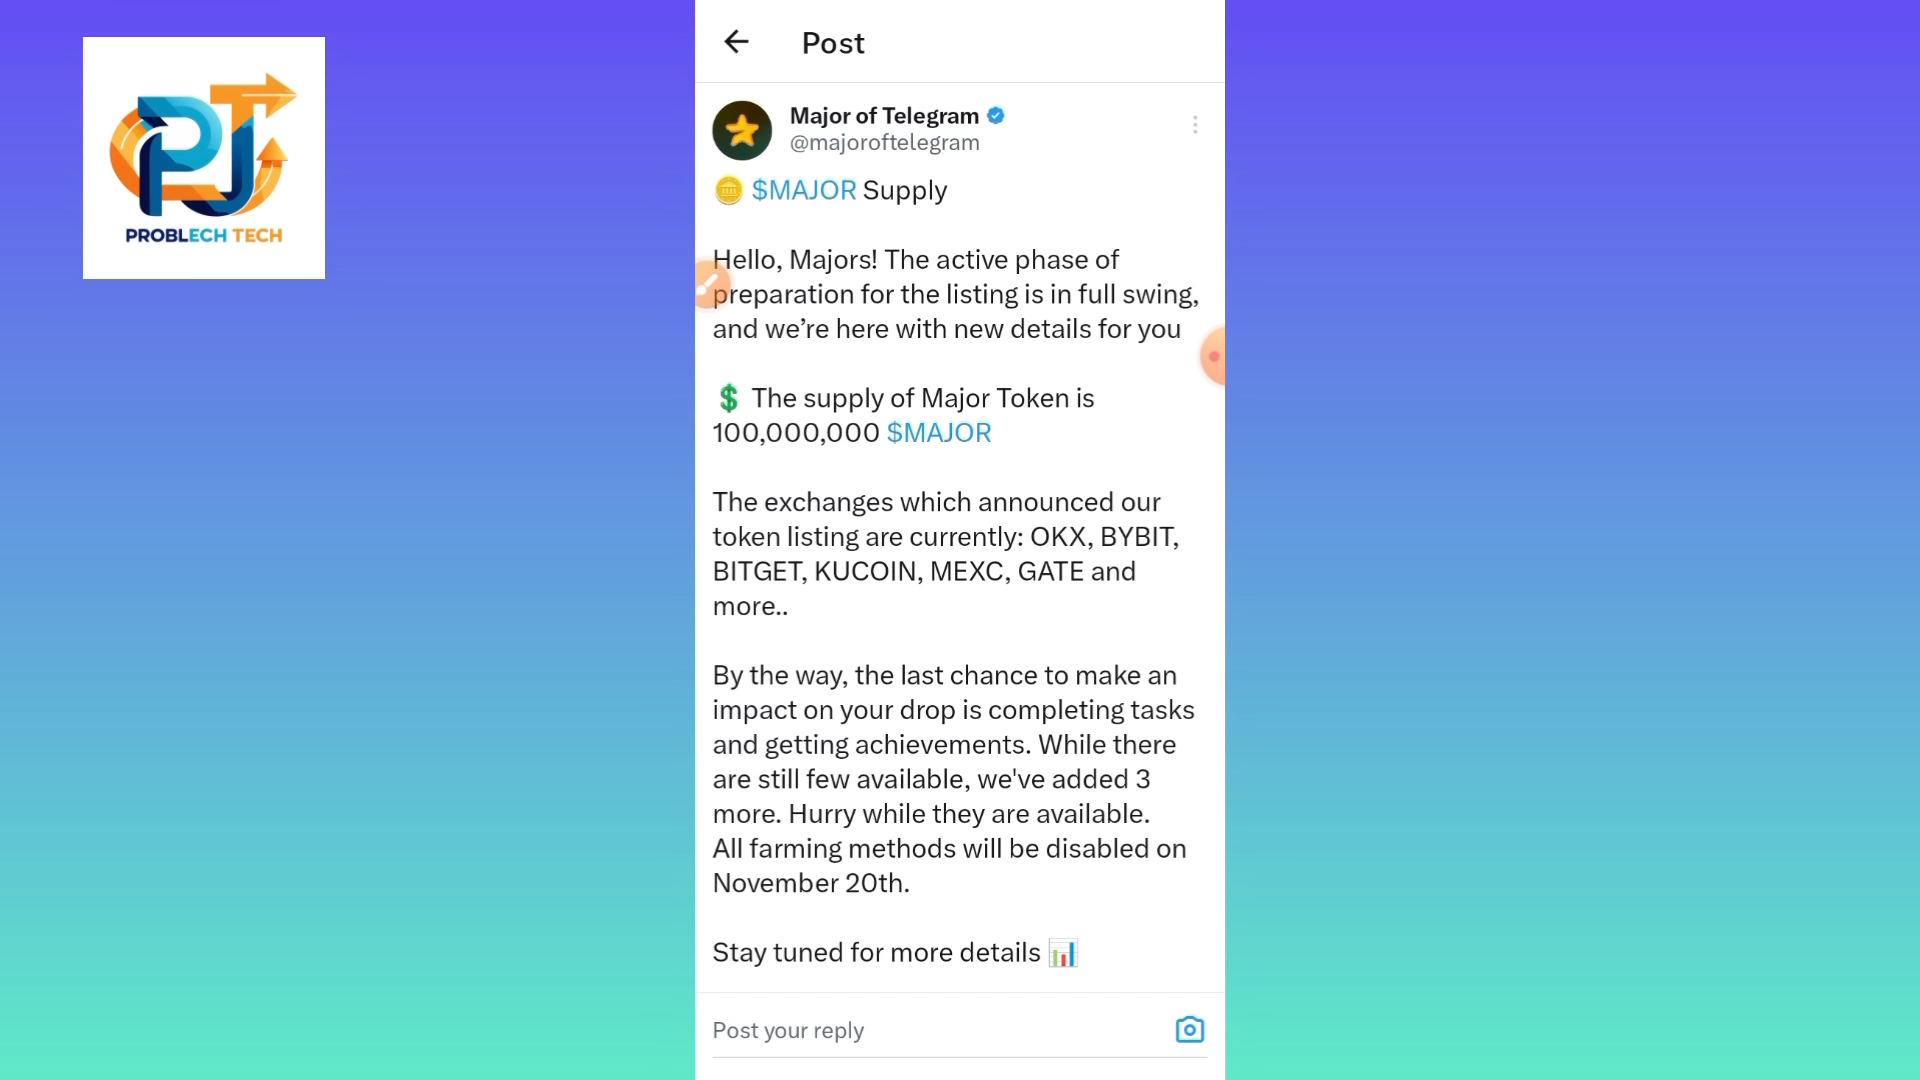 PROBLECH TECH
Post
Major of Telegram
@majoroftelegram
🪙 $MAJOR Supply
Hello, Majors! The active phase of
preparation for the listing is in full swing,
and we’re here with new details for you
💲 The supply of Major Token is
100,000,000 $MAJOR
The exchanges which announced our
token listing are currently: OKX, BYBIT,
BITGET, KUCOIN, MEXC, GATE and
more..
By the way, the last chance to make an
impact on your drop is completing tasks
and getting achievements. While there
are still few available, we've added 3
more. Hurry while they are available.
All farming methods will be disabled on
November 20th.
Stay tuned for more details 📊
Post your reply